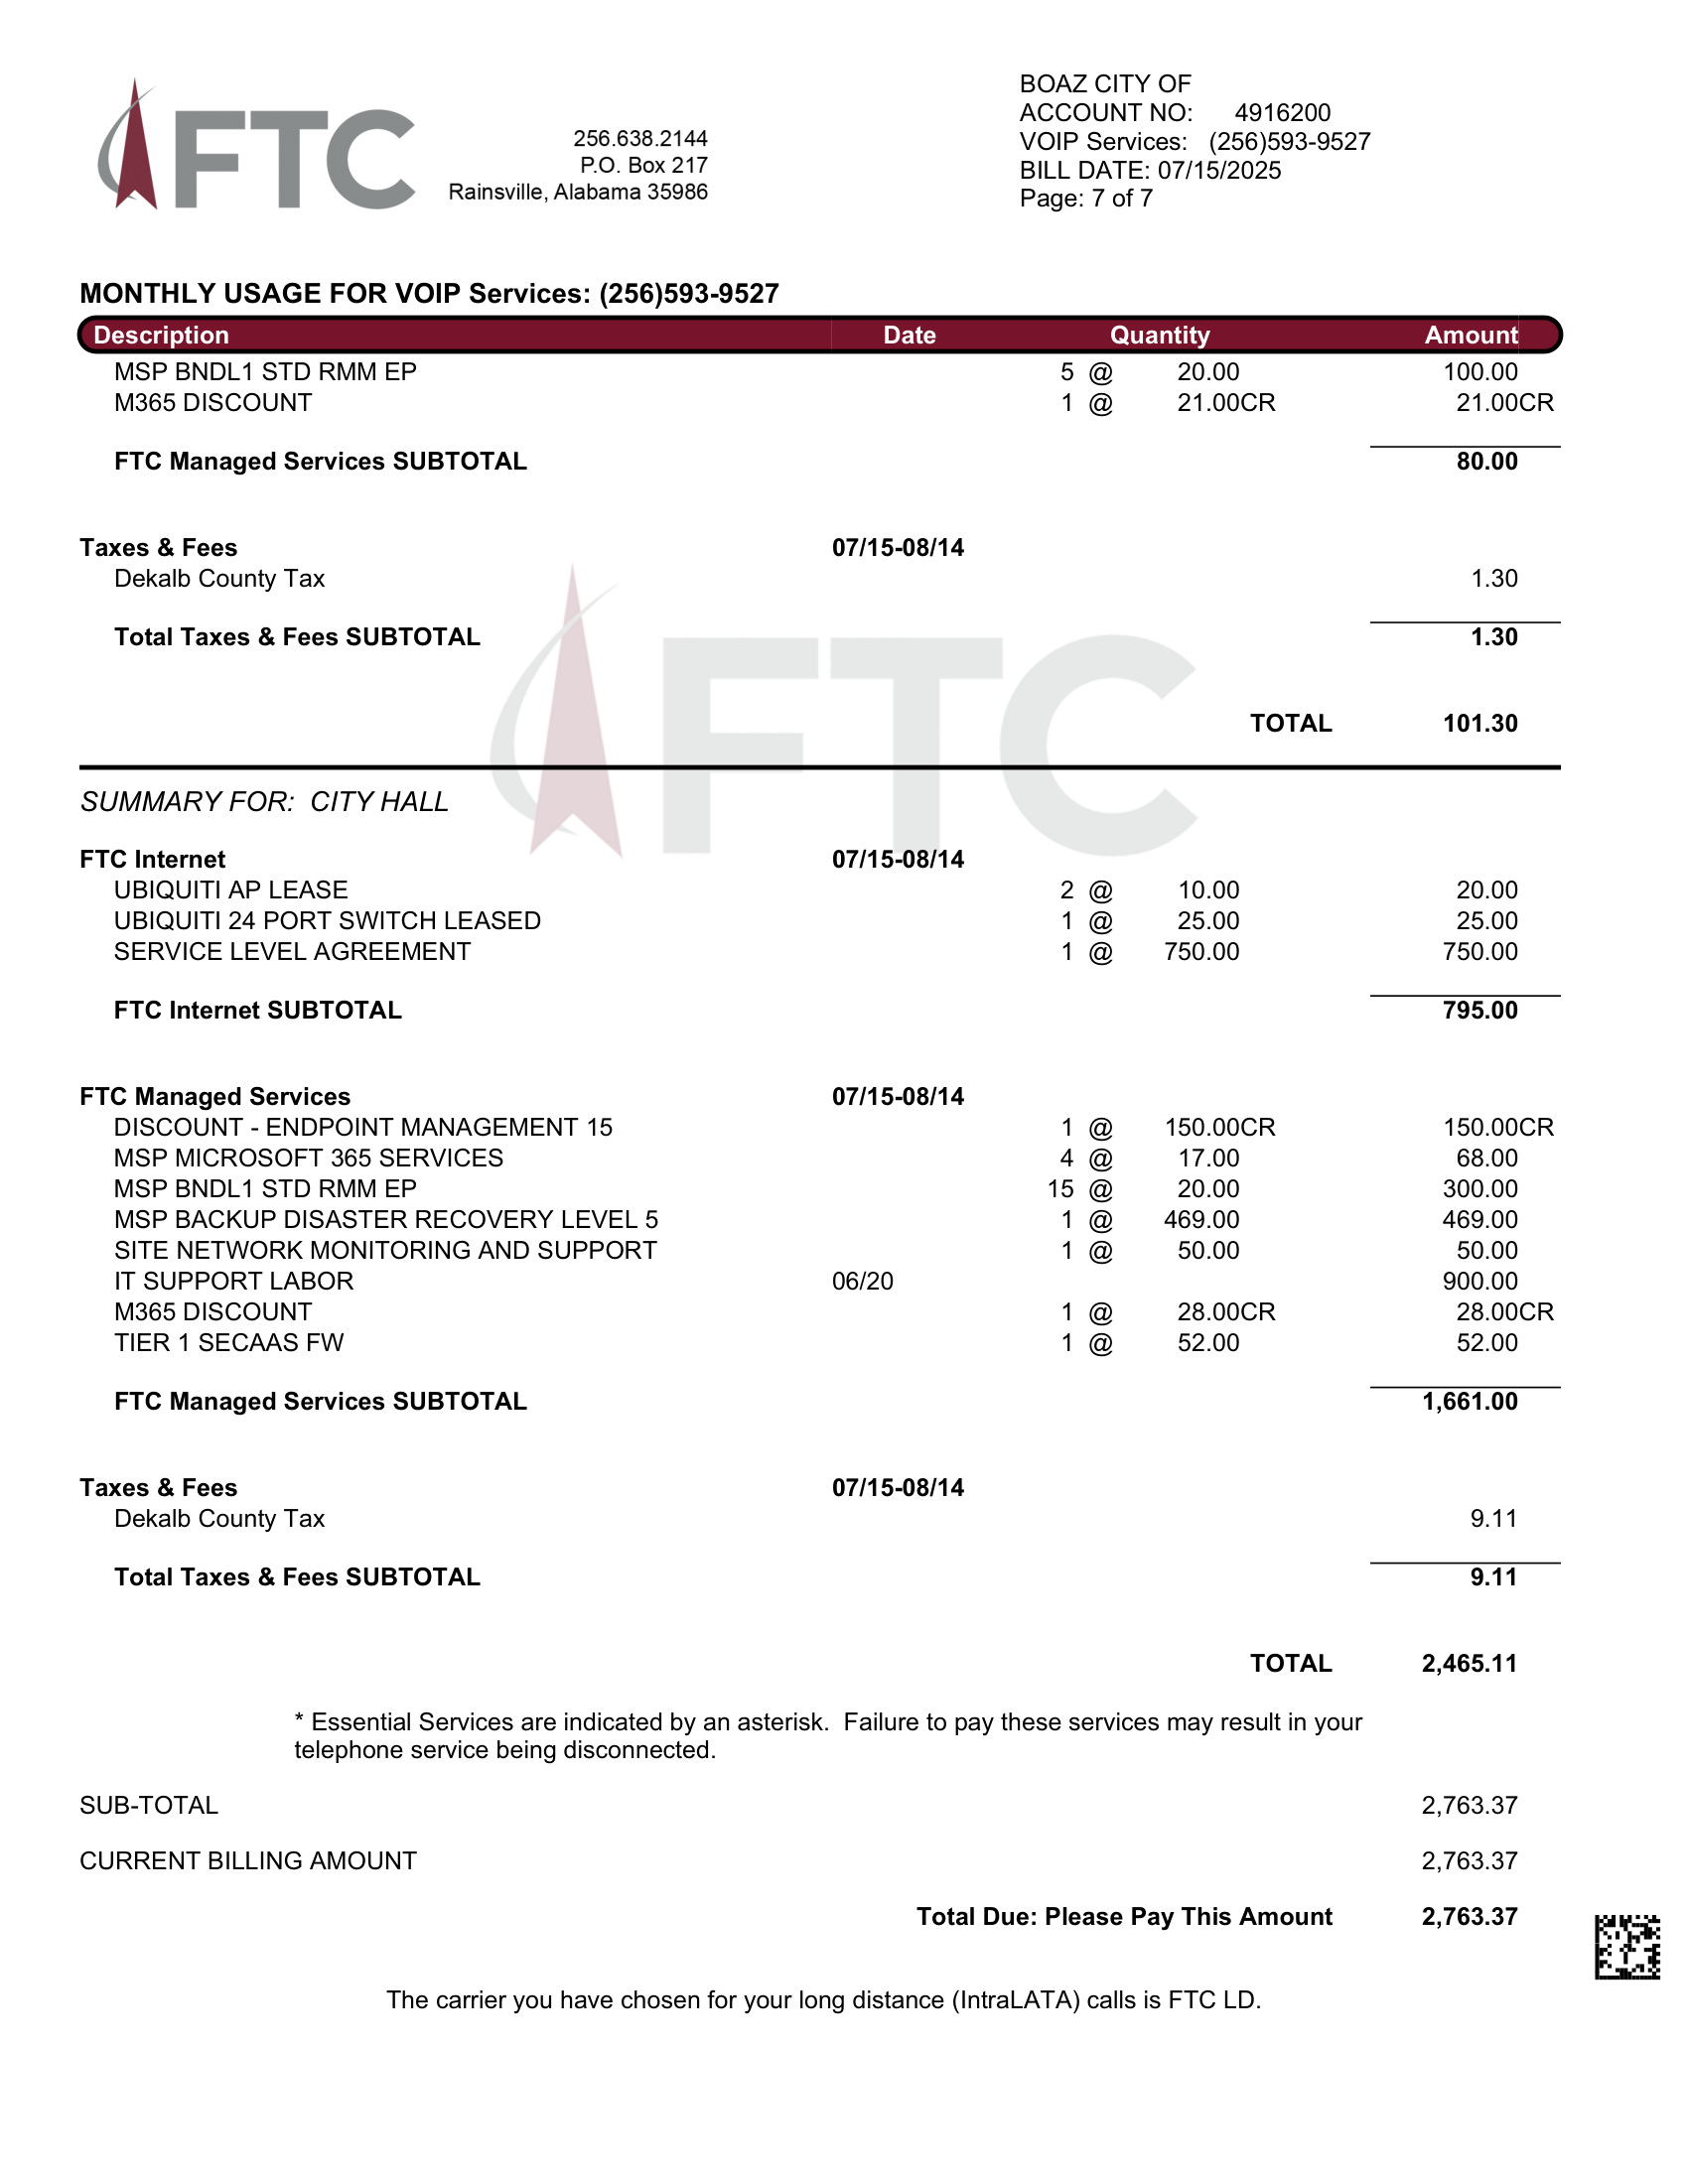 FTC
256.638.2144
P.O. Box 217
Rainsville, Alabama 35986
BOAZ CITY OF
ACCOUNT NO: 4916200
VOIP Services: (256)593-9527
BILL DATE: 07/15/2025
Page: 7 of 7
MONTHLY USAGE FOR VOIP Services: (256)593-9527
Description Date Quantity Amount
MSP BNDL1 STD RMM EP 5 @ 20.00 100.00
M365 DISCOUNT 1 @ 21.00CR 21.00CR
FTC Managed Services SUBTOTAL 80.00
Taxes & Fees 07/15-08/14
Dekalb County Tax 1.30
Total Taxes & Fees SUBTOTAL 1.30
TOTAL 101.30
FTC
SUMMARY FOR: CITY HALL
FTC Internet 07/15-08/14
UBIQUITI AP LEASE 2 @ 10.00 20.00
UBIQUITI 24 PORT SWITCH LEASED 1 @ 25.00 25.00
SERVICE LEVEL AGREEMENT 1 @ 750.00 750.00
FTC Internet SUBTOTAL 795.00
FTC Managed Services 07/15-08/14
DISCOUNT - ENDPOINT MANAGEMENT 15 1 @ 150.00CR 150.00CR
MSP MICROSOFT 365 SERVICES 4 @ 17.00 68.00
MSP BNDL1 STD RMM EP 15 @ 20.00 300.00
MSP BACKUP DISASTER RECOVERY LEVEL 5 1 @ 469.00 469.00
SITE NETWORK MONITORING AND SUPPORT 1 @ 50.00 50.00
IT SUPPORT LABOR 06/20 900.00
M365 DISCOUNT 1 @ 28.00CR 28.00CR
TIER 1 SECAAS FW 1 @ 52.00 52.00
FTC Managed Services SUBTOTAL 1,661.00
Taxes & Fees 07/15-08/14
Dekalb County Tax 9.11
Total Taxes & Fees SUBTOTAL 9.11
TOTAL 2,465.11
* Essential Services are indicated by an asterisk. Failure to pay these services may result in your
telephone service being disconnected.
SUB-TOTAL 2,763.37
CURRENT BILLING AMOUNT 2,763.37
Total Due: Please Pay This Amount 2,763.37
The carrier you have chosen for your long distance (IntraLATA) calls is FTC LD.